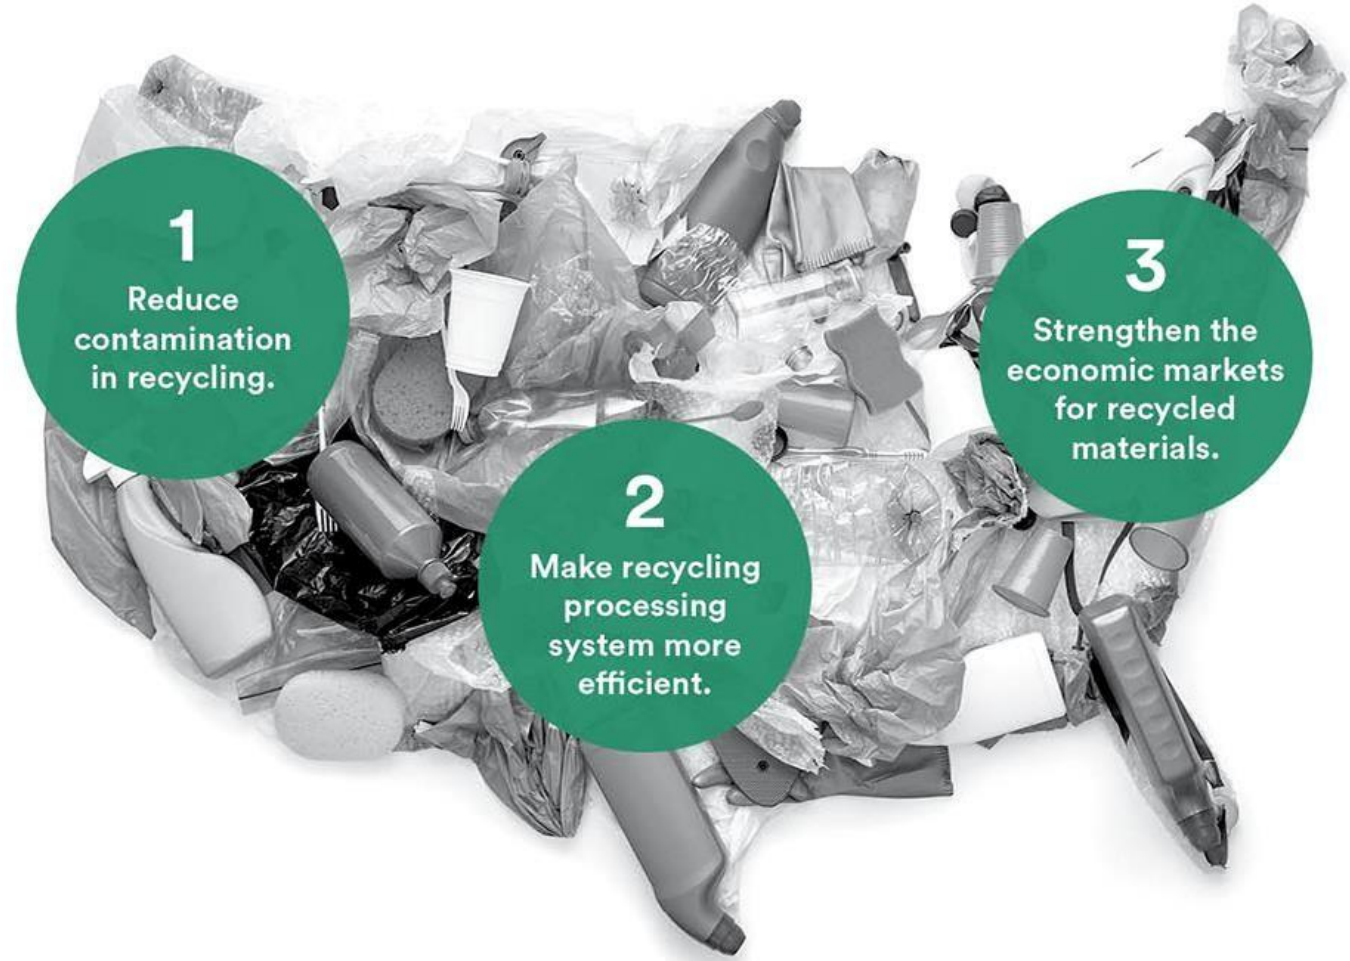 1
Reduce
contamination
in recycling.
2
Make recycling
processing
system more
efficient.
3
Strengthen the
economic markets
for recycled
materials.